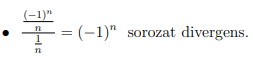 • \frac{\frac{(-1)^n}{n}}{\frac{1}{n}} = (-1)^n sorozat divergens.